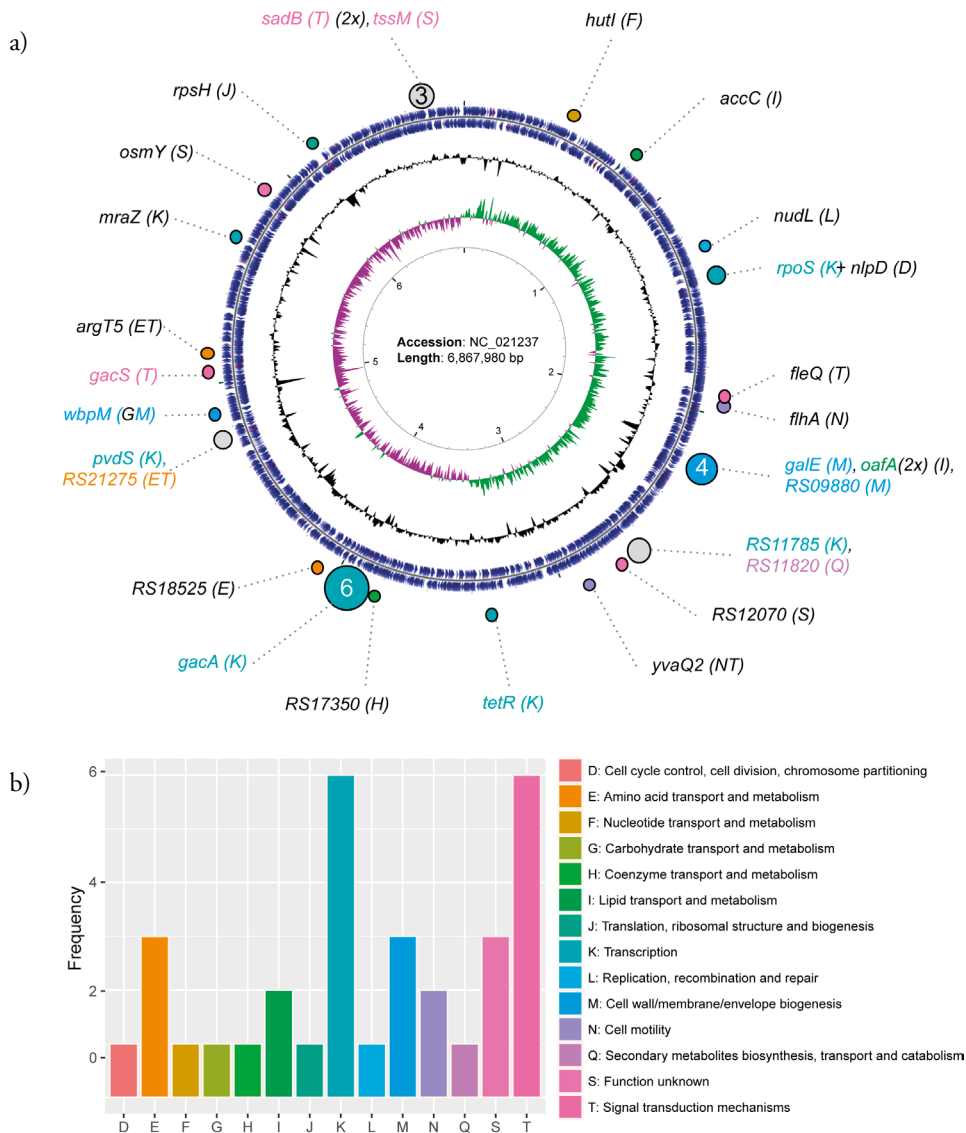 a)
sadB (T) (2x), tssM (S)
hutI (F)
3
rpsH (J)
accC (I)
osmY (S)
mraZ (K)
nudL (L)
rpoS (K)+ nlpD (D)
6
1
argT5 (ET)
Accession: NC_021237
Length: 6,867,980 bp
5
2
gacS (T)
fleQ (T)
wbpM (GM)
flhA (N)
4
3
pvdS (K),
RS21275 (ET)
4
galE (M), oafA(2x) (I),
RS09880 (M)
RS11785 (K),
RS11820 (Q)
RS18525 (E)
6
RS12070 (S)
gacA (K)
yvaQ2 (NT)
RS17350 (H)
tetR (K)
b)
6
4
2
0
Frequency
D E F G H I J K L M N Q S T
D: Cell cycle control, cell division, chromosome partitioning
E: Amino acid transport and metabolism
F: Nucleotide transport and metabolism
G: Carbohydrate transport and metabolism
H: Coenzyme transport and metabolism
I: Lipid transport and metabolism
J: Translation, ribosomal structure and biogenesis
K: Transcription
L: Replication, recombination and repair
M: Cell wall/membrane/envelope biogenesis
N: Cell motility
Q: Secondary metabolites biosynthesis, transport and catabolism
S: Function unknown
T: Signal transduction mechanisms